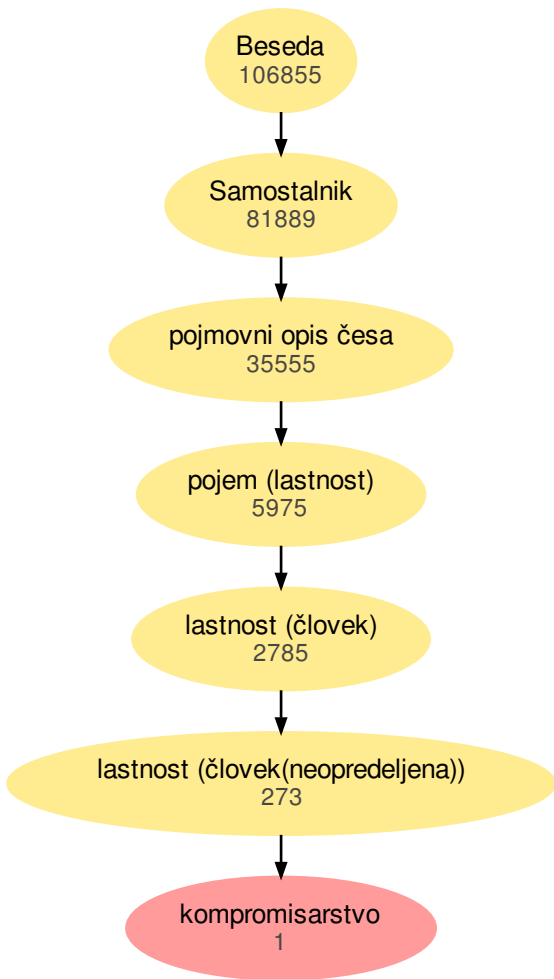 Beseda
106855
Samostalnik
81889
pojmovni opis česa
35555
pojem (lastnost)
5975
lastnost (človek)
2785
lastnost (človek(neopredeljena))
273
kompromisarstvo
1